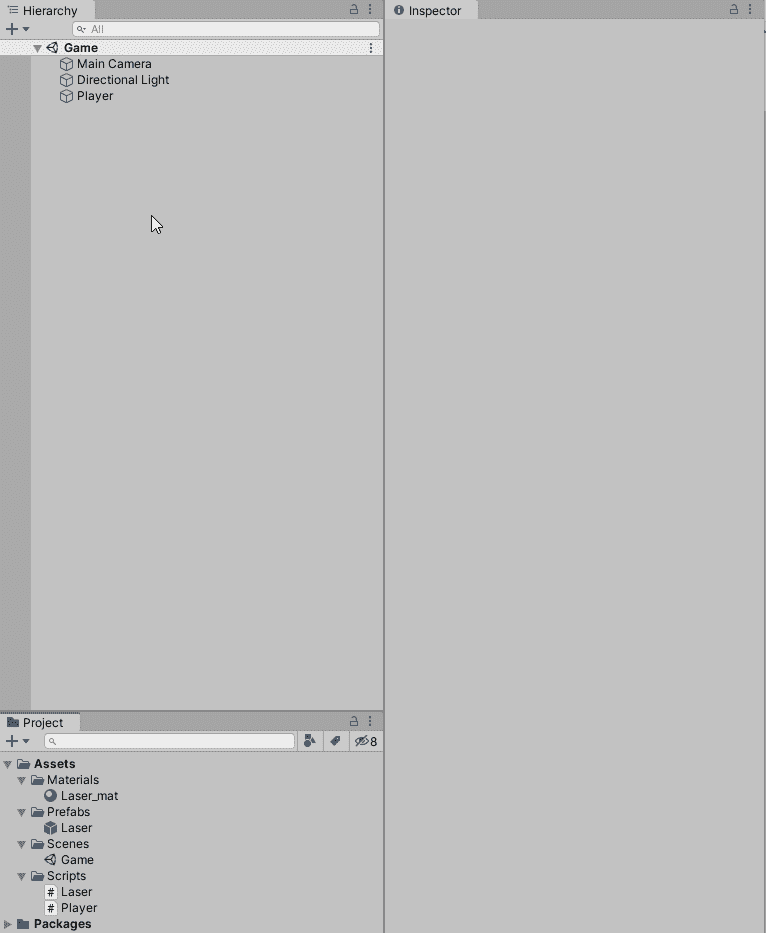 Hierarchy
All
Game
Main Camera
Directional Light
Player
Inspector
Project
8
Assets
Materials
Laser_mat
Prefabs
Laser
Scenes
Game
Scripts
# Laser
# Player
Packages